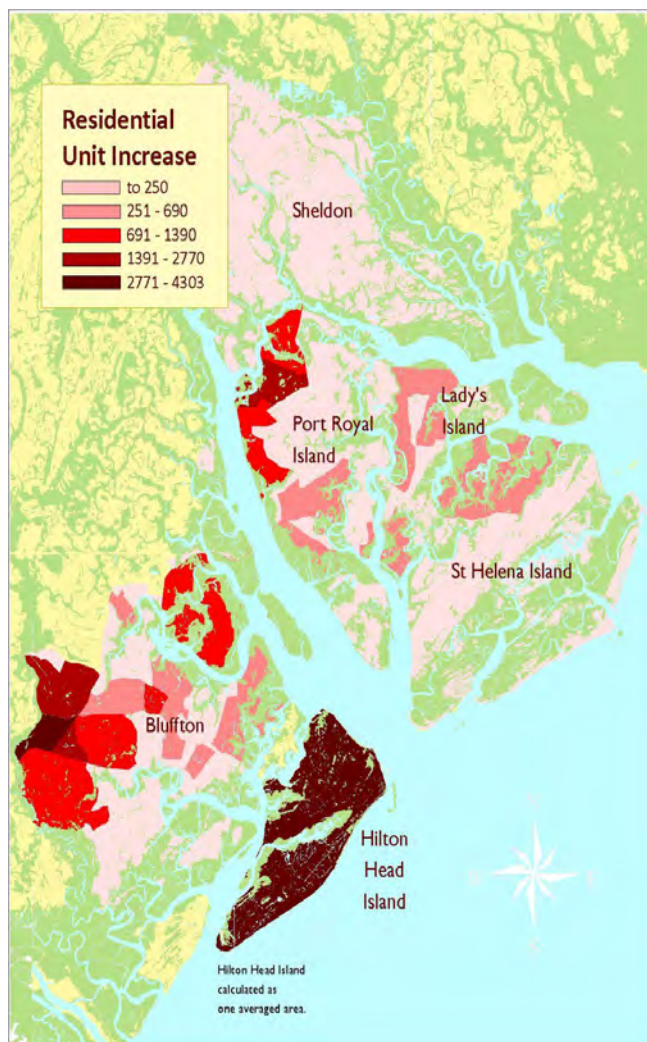 Residential
Unit Increase
to 250
251 - 690
691 - 1390
1391 - 2770
2771 - 4303
Sheldon
Lady's
Island
Port Royal
Island
St Helena Island
Bluffton
Hilton
Head
Island
Hilton Head Island
calculated as
one averaged area.